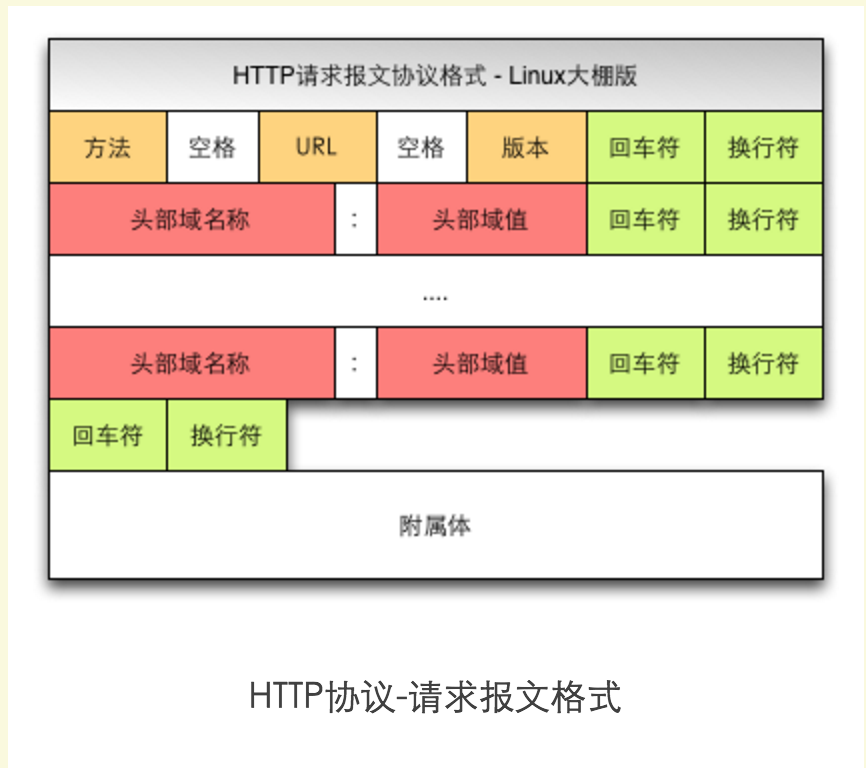 HTTP请求报文协议格式 - Linux大棚版
方法 空格 URL 空格 版本 回车符 换行符
头部域名称 : 头部域值 回车符 换行符
....
头部域名称 : 头部域值 回车符 换行符
回车符 换行符
附属体
HTTP协议-请求报文格式